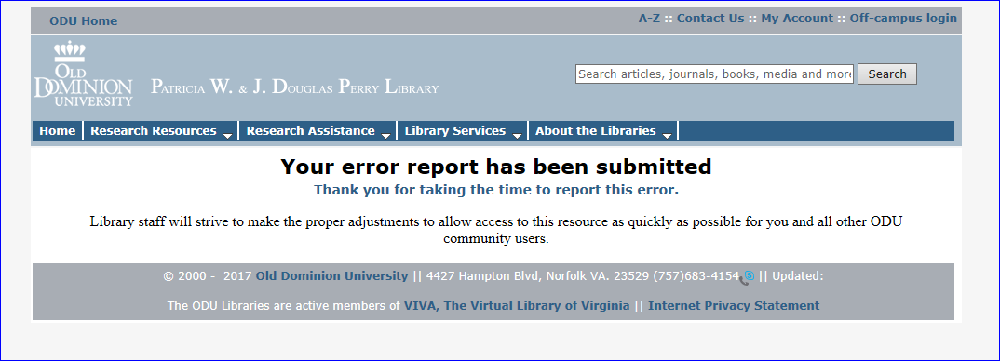 ODU Home
A-Z :: Contact Us :: My Account :: Off-campus login
OLD
DOMINION
UNIVERSITY
PATRICIA W. & J. DOUGLAS PERRY LIBRARY
Search articles, journals, books, media and more
Search
Home
Research Resources
Research Assistance
Library Services
About the Libraries
Your error report has been submitted
Thank you for taking the time to report this error.
Library staff will strive to make the proper adjustments to allow access to this resource as quickly as possible for you and all other ODU
community users.
© 2000 - 2017 Old Dominion University || 4427 Hampton Blvd, Norfolk VA. 23529 (757)683-4154 || Updated:
The ODU Libraries are active members of VIVA, The Virtual Library of Virginia || Internet Privacy Statement